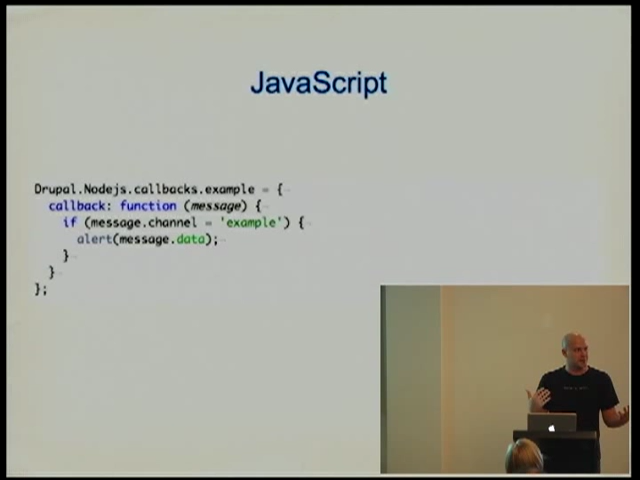 JavaScript
Drupal.Nodejs.callbacks.example = {
callback: function (message) {
if (message.channel = 'example') {
alert(message.data);
}
}
};